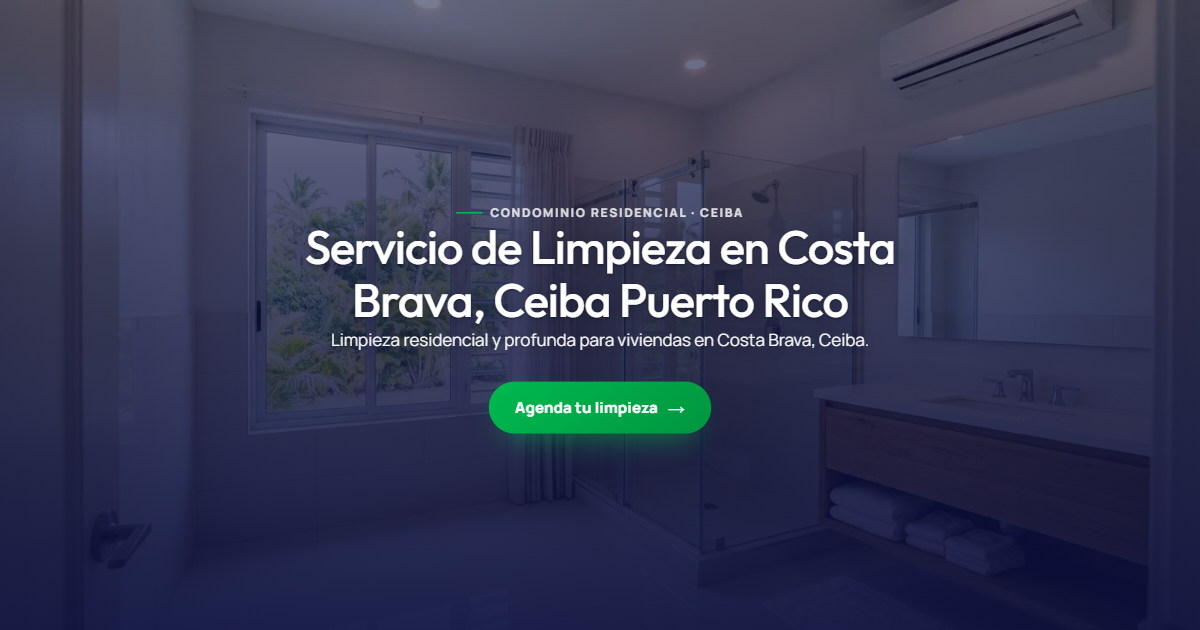 CONDOMINIO RESIDENCIAL · CEIBA
Servicio de Limpieza en Costa
Brava, Ceiba Puerto Rico
Limpieza residencial y profunda para viviendas en Costa Brava, Ceiba.
Agenda tu limpieza →